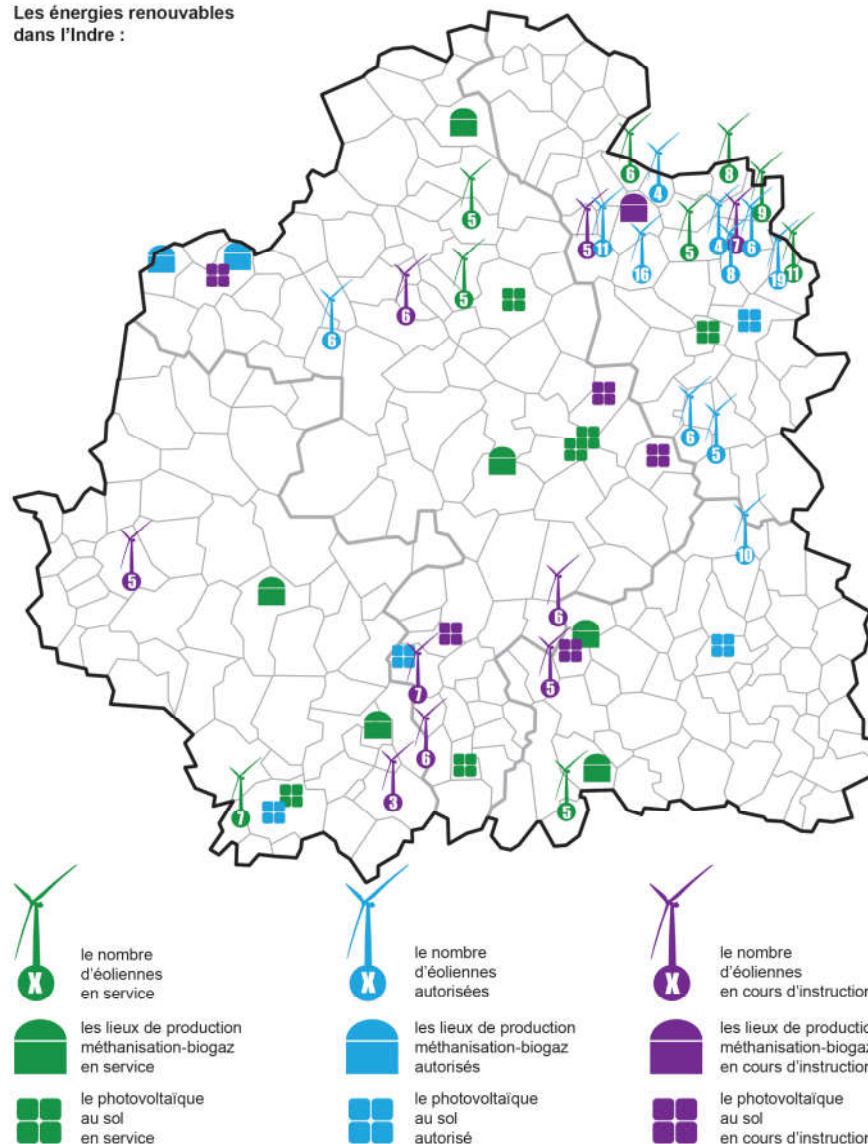 Les énergies renouvables
dans l'Indre :
6
4
8
9
5
5
11
5
4
7
6
16
8
19
11
5
6
6
6
5
10
5
6
5
7
6
3
7
5
X
le nombre
d'éoliennes
en service
X
le nombre
d'éoliennes
autorisées
X
le nombre
d'éoliennes
en cours d'instruction
les lieux de production
méthanisation-biogaz
en service
les lieux de production
méthanisation-biogaz
autorisés
les lieux de production
méthanisation-biogaz
en cours d'instruction
le photovoltaïque
au sol
en service
le photovoltaïque
au sol
autorisé
le photovoltaïque
au sol
en cours d'instruction